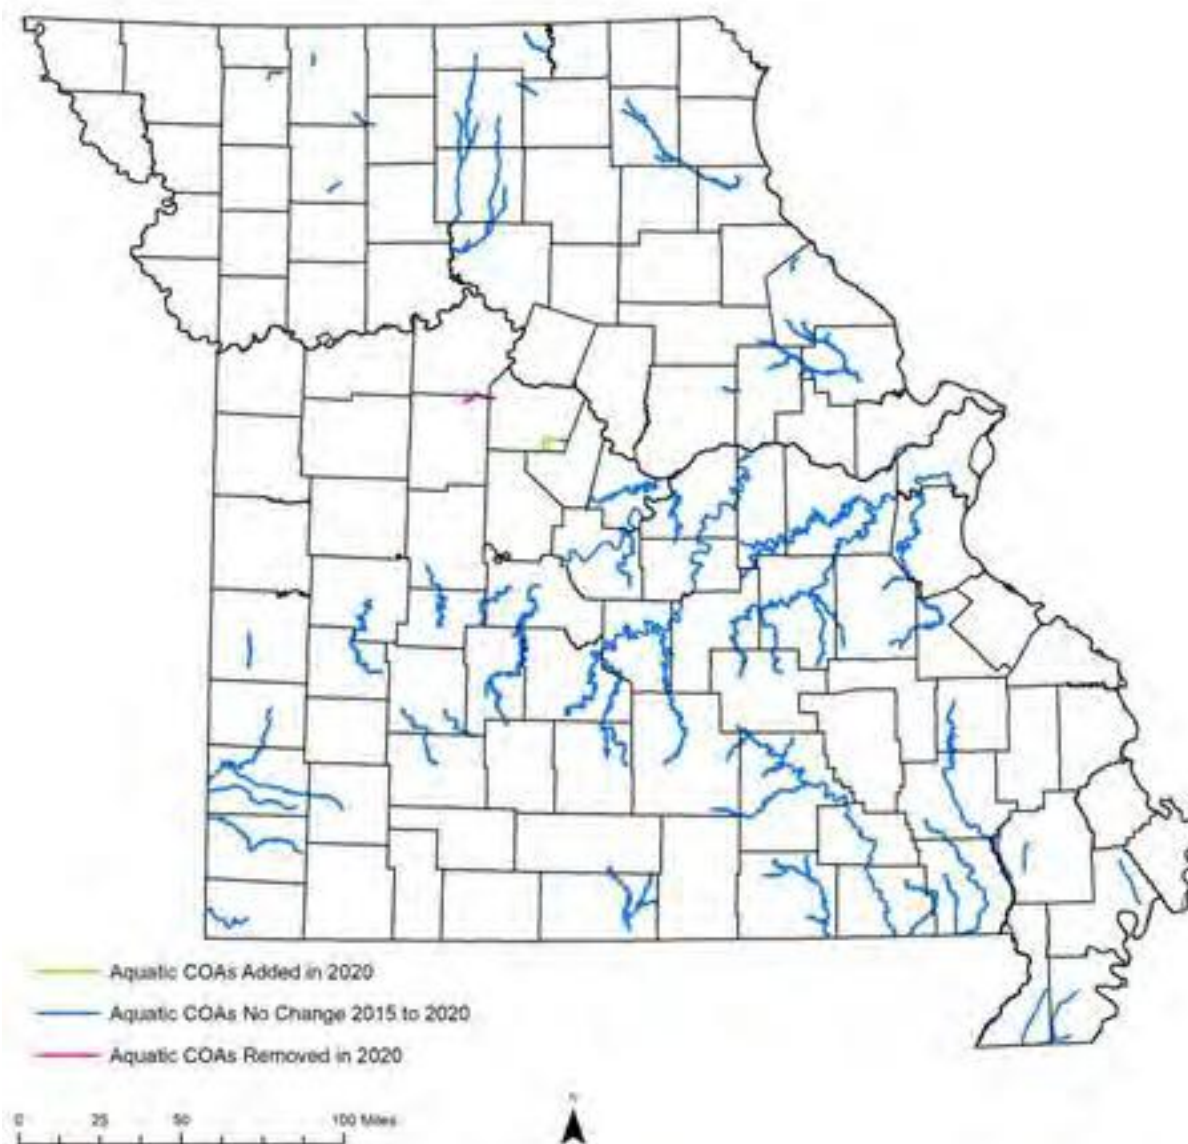 Aquatic COAs Added in 2020
Aquatic COAs No Change 2015 to 2020
Aquatic COAs Removed in 2020
0 25 50 100 Miles
N